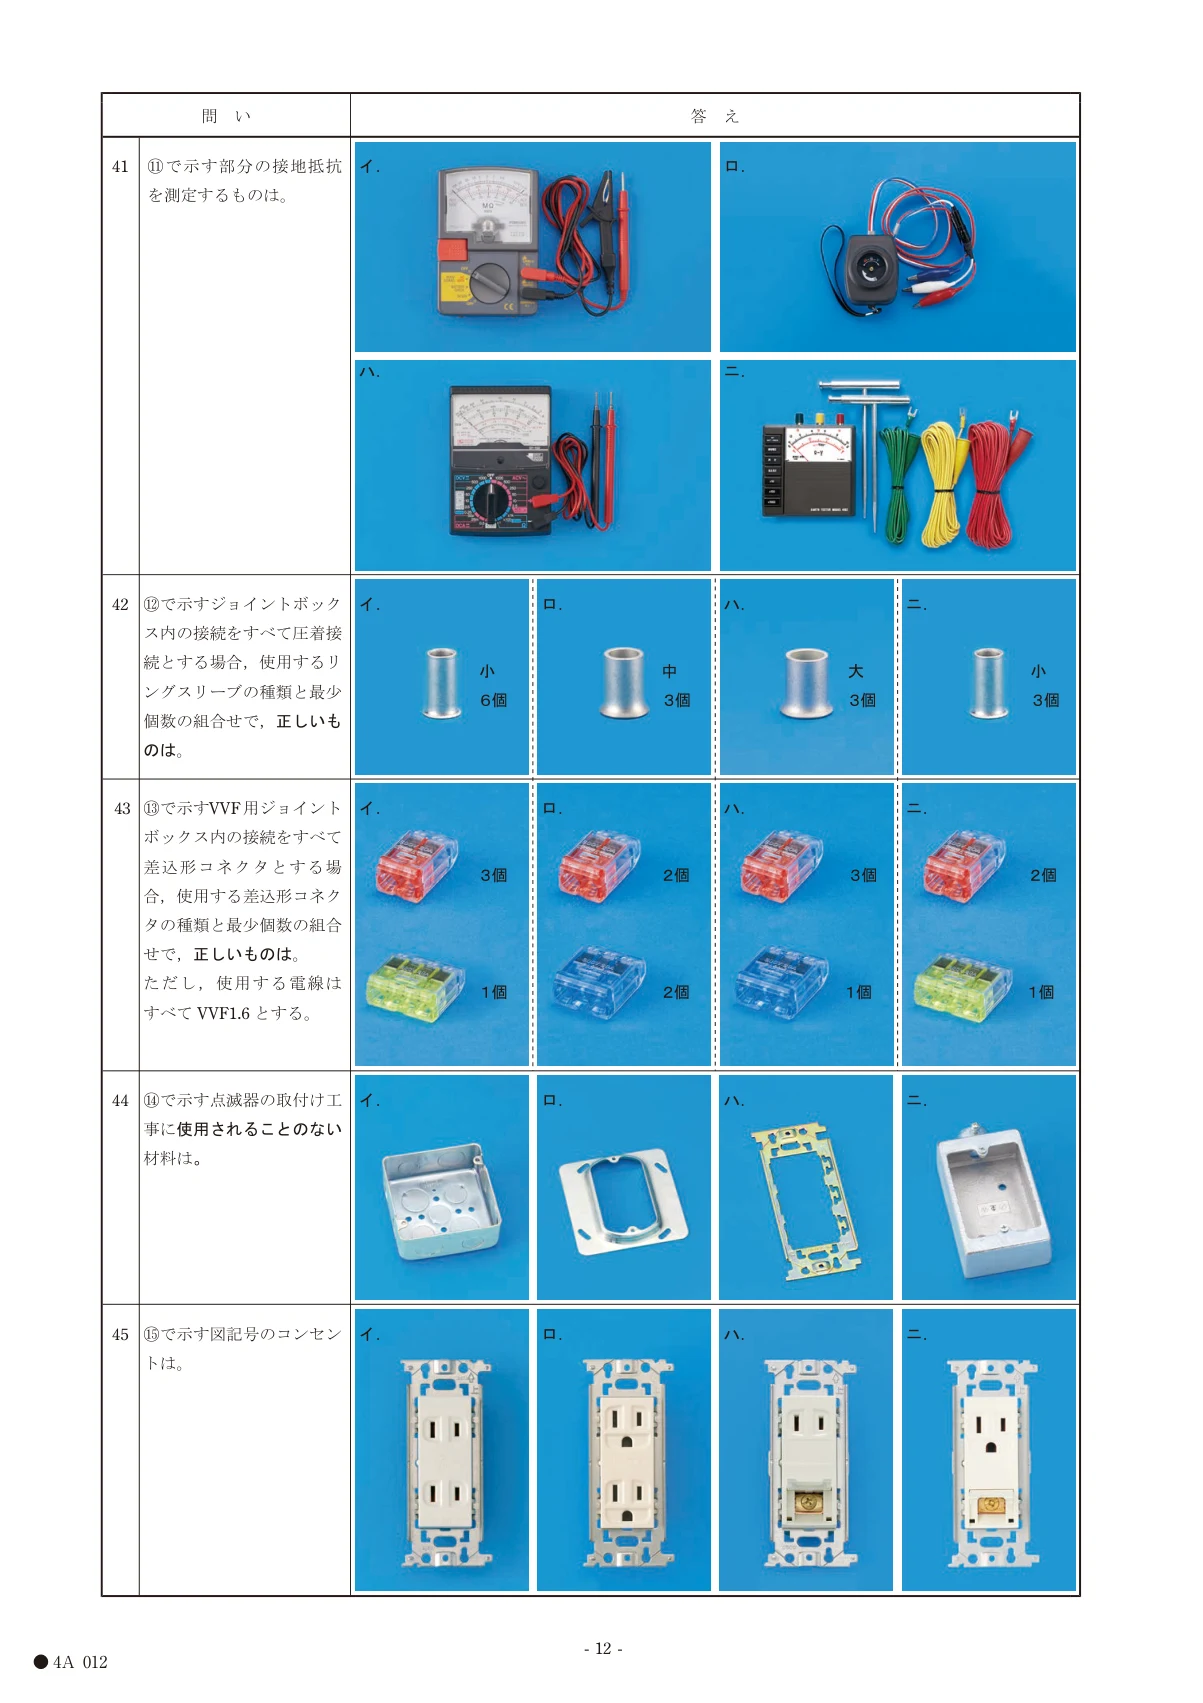 問 い
答 え
41
⑪で示す部分の接地抵抗
を測定するものは。
イ.
ロ.
MΩ
ハ.
ニ.
42
⑫で示すジョイントボック
ス内の接続をすべて圧着接
続とする場合，使用するリ
ングスリーブの種類と最少
個数の組合せで，正しいも
のは。
イ.
小
6個
ロ.
中
3個
ハ.
大
3個
ニ.
小
3個
43
⑬で示すVVF用ジョイント
ボックス内の接続をすべて
差込形コネクタとする場
合，使用する差込形コネク
タの種類と最少個数の組合
せで，正しいものは。
ただし，使用する電線は
すべて VVF1.6 とする。
イ.
3個
1個
ロ.
2個
2個
ハ.
3個
1個
ニ.
2個
1個
44
⑭で示す点滅器の取付け工
事に使用されることのない
材料は。
イ.
ロ.
ハ.
ニ.
45
⑮で示す図記号のコンセン
トは。
イ.
ロ.
ハ.
ニ.
- 12 -
●4A 012